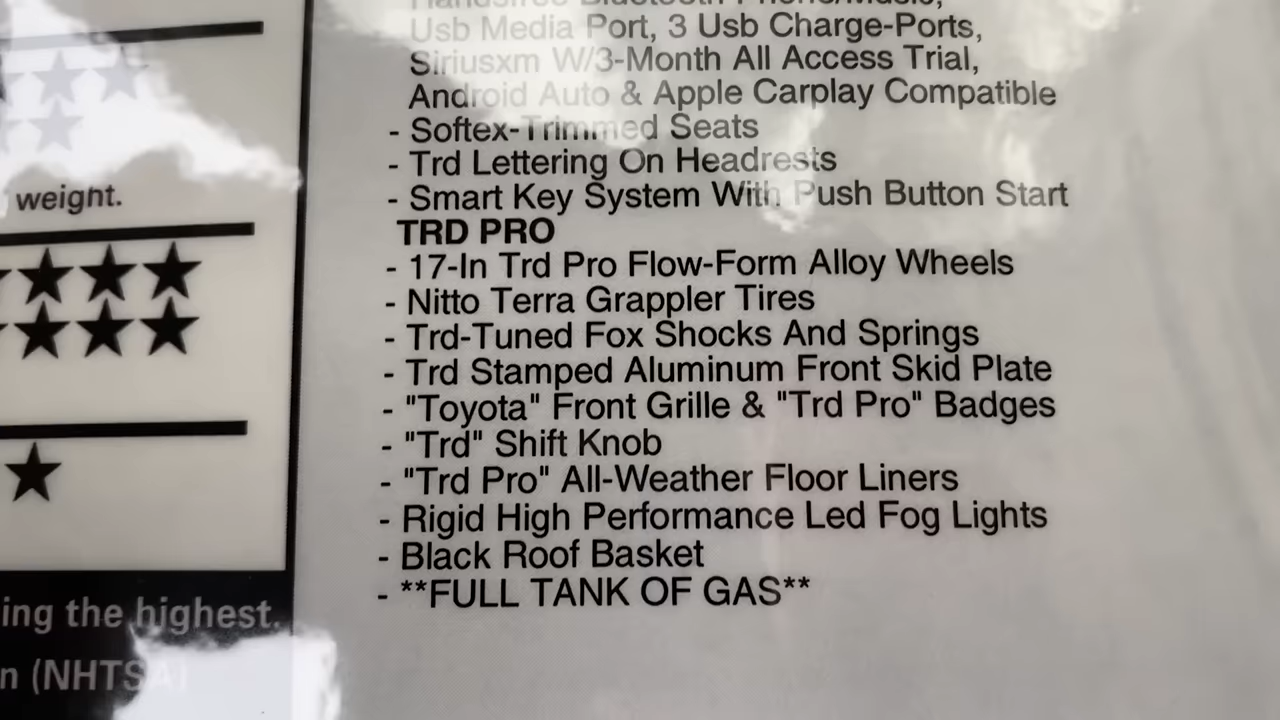 Handsfree Bluetooth Phone/Music,
Usb Media Port, 3 Usb Charge-Ports,
Siriusxm W/3-Month All Access Trial,
Android Auto & Apple Carplay Compatible
- Softex-Trimmed Seats
- Trd Lettering On Headrests
- Smart Key System With Push Button Start
TRD PRO
- 17-In Trd Pro Flow-Form Alloy Wheels
- Nitto Terra Grappler Tires
- Trd-Tuned Fox Shocks And Springs
- Trd Stamped Aluminum Front Skid Plate
- "Toyota" Front Grille & "Trd Pro" Badges
- "Trd" Shift Knob
- "Trd Pro" All-Weather Floor Liners
- Rigid High Performance Led Fog Lights
- Black Roof Basket
- **FULL TANK OF GAS**
weight.
ing the highest.
n (NHTSA)